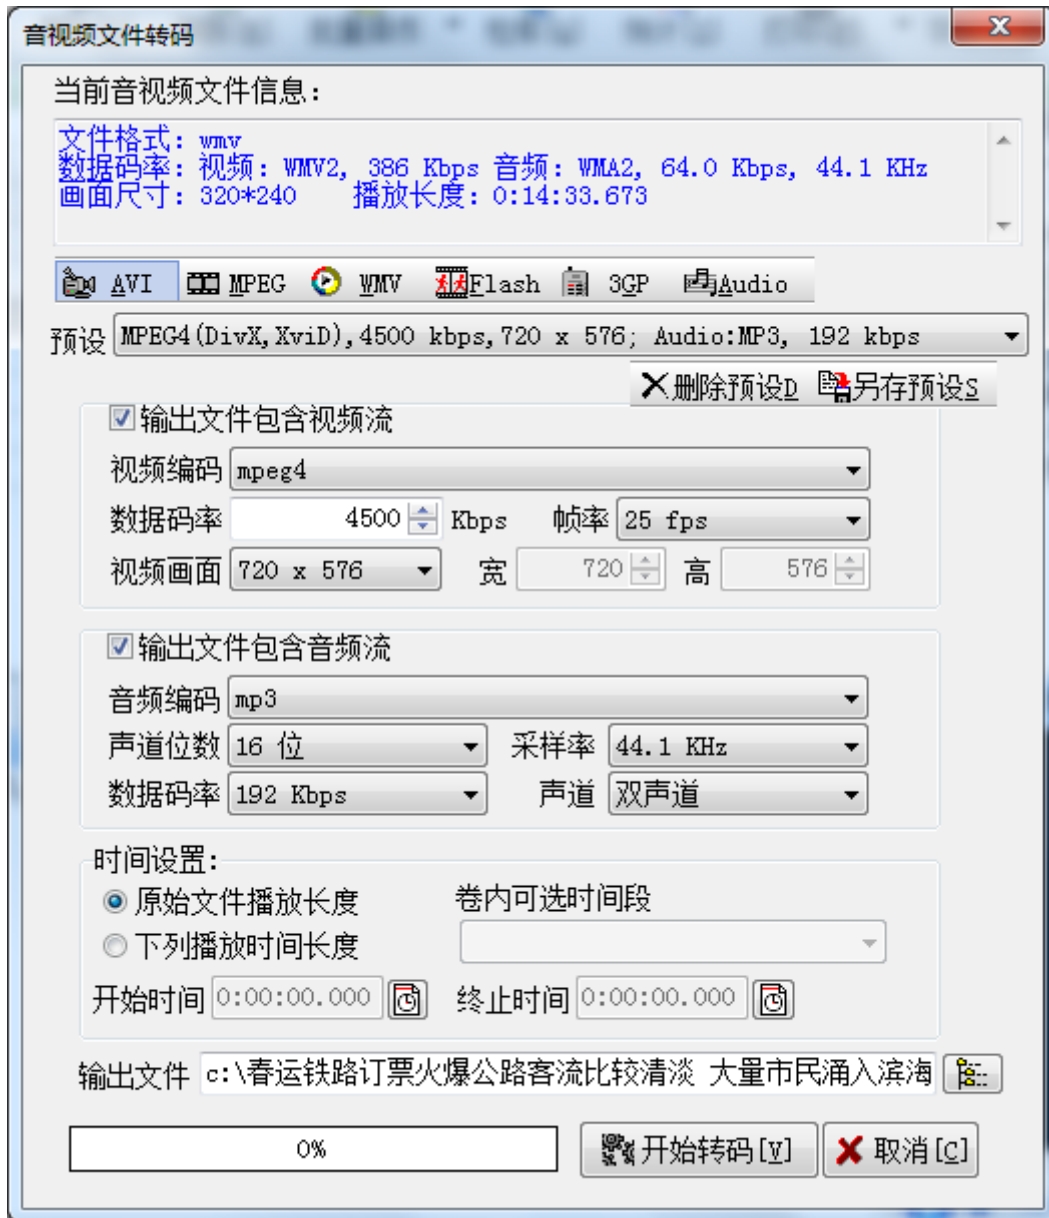 音视频文件转码
当前音视频文件信息:
文件格式: wmv
数据码率: 视频: WMV2, 386 Kbps 音频: WMA2, 64.0 Kbps, 44.1 KHz
画面尺寸: 320*240 播放长度: 0:14:33.673
AVI MPEG WMV Flash 3GP Audio
预设 MPEG4(DivX,XviD),4500 kbps,720 x 576; Audio:MP3, 192 kbps
删除预设D 另存预设S
输出文件包含视频流
视频编码 mpeg4
数据码率 4500 Kbps 帧率 25 fps
视频画面 720 x 576 宽 720 高 576
输出文件包含音频流
音频编码 mp3
声道位数 16 位 采样率 44.1 KHz
数据码率 192 Kbps 声道 双声道
时间设置:
原始文件播放长度 卷内可选时间段
下列播放时间长度
开始时间 0:00:00.000 终止时间 0:00:00.000
输出文件 c:\春运铁路订票火爆公路客流比较清淡 大量市民涌入滨海
0% 开始转码[V] 取消[C]